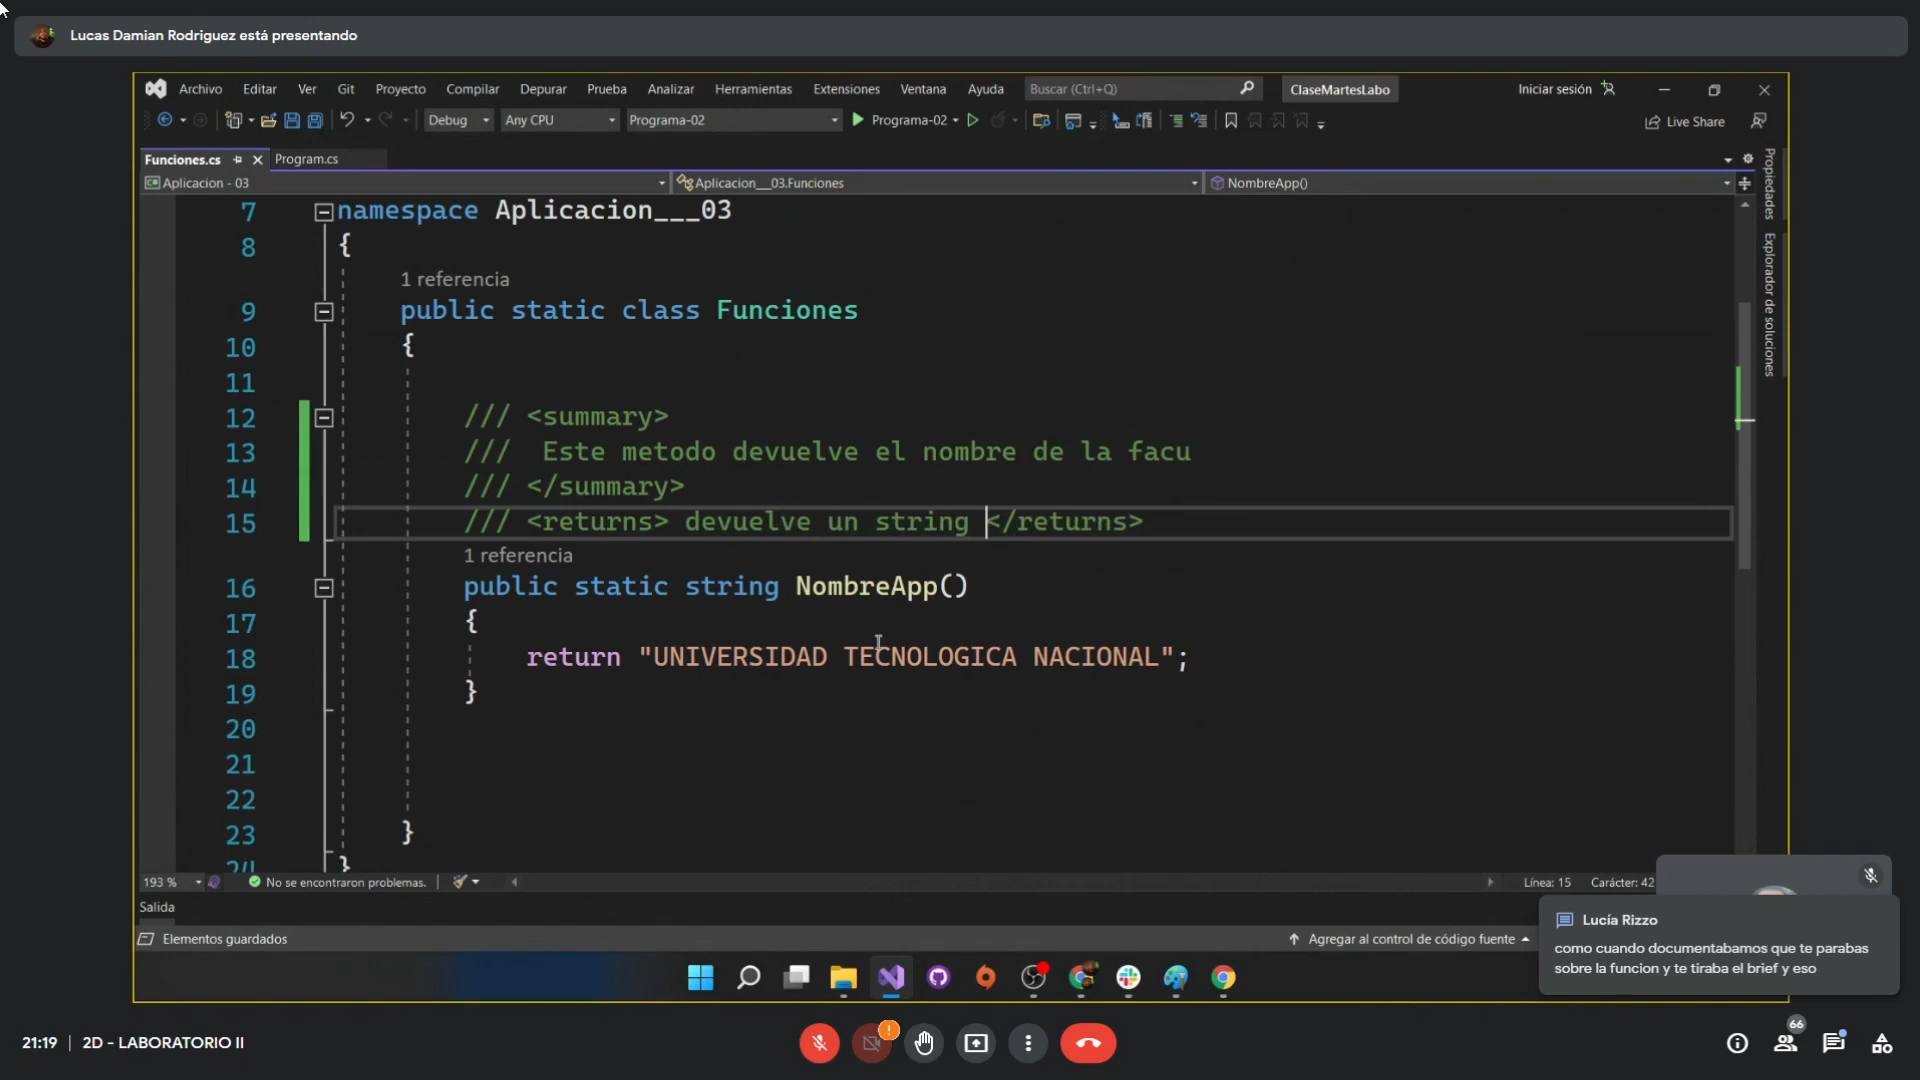 Lucas Damian Rodriguez está presentando
Archivo Editar Ver Git Proyecto Compilar Depurar Prueba Analizar Herramientas Extensiones Ventana Ayuda Buscar (Ctrl+Q) ClaseMartesLabo Iniciar sesión
Debug Any CPU Programa-02 Programa-02 Live Share
Funciones.cs Program.cs
Aplicacion - 03 Aplicacion___03.Funciones NombreApp()
Propiedades
Explorador de soluciones
7 namespace Aplicacion___03
8 {
1 referencia
9 public static class Funciones
10 {
11
12 /// <summary>
13 ///  Este metodo devuelve el nombre de la facu
14 /// </summary>
15 /// <returns> devuelve un string </returns>
1 referencia
16 public static string NombreApp()
17 {
18 return "UNIVERSIDAD TECNOLOGICA NACIONAL";
19 }
20
21
22
23 }
24 }
193 % No se encontraron problemas. Línea: 15 Carácter: 42
Salida
Elementos guardados Agregar al control de código fuente
Lucía Rizzo
como cuando documentabamos que te parabas
sobre la funcion y te tiraba el brief y eso
21:19 | 2D - LABORATORIO II
66